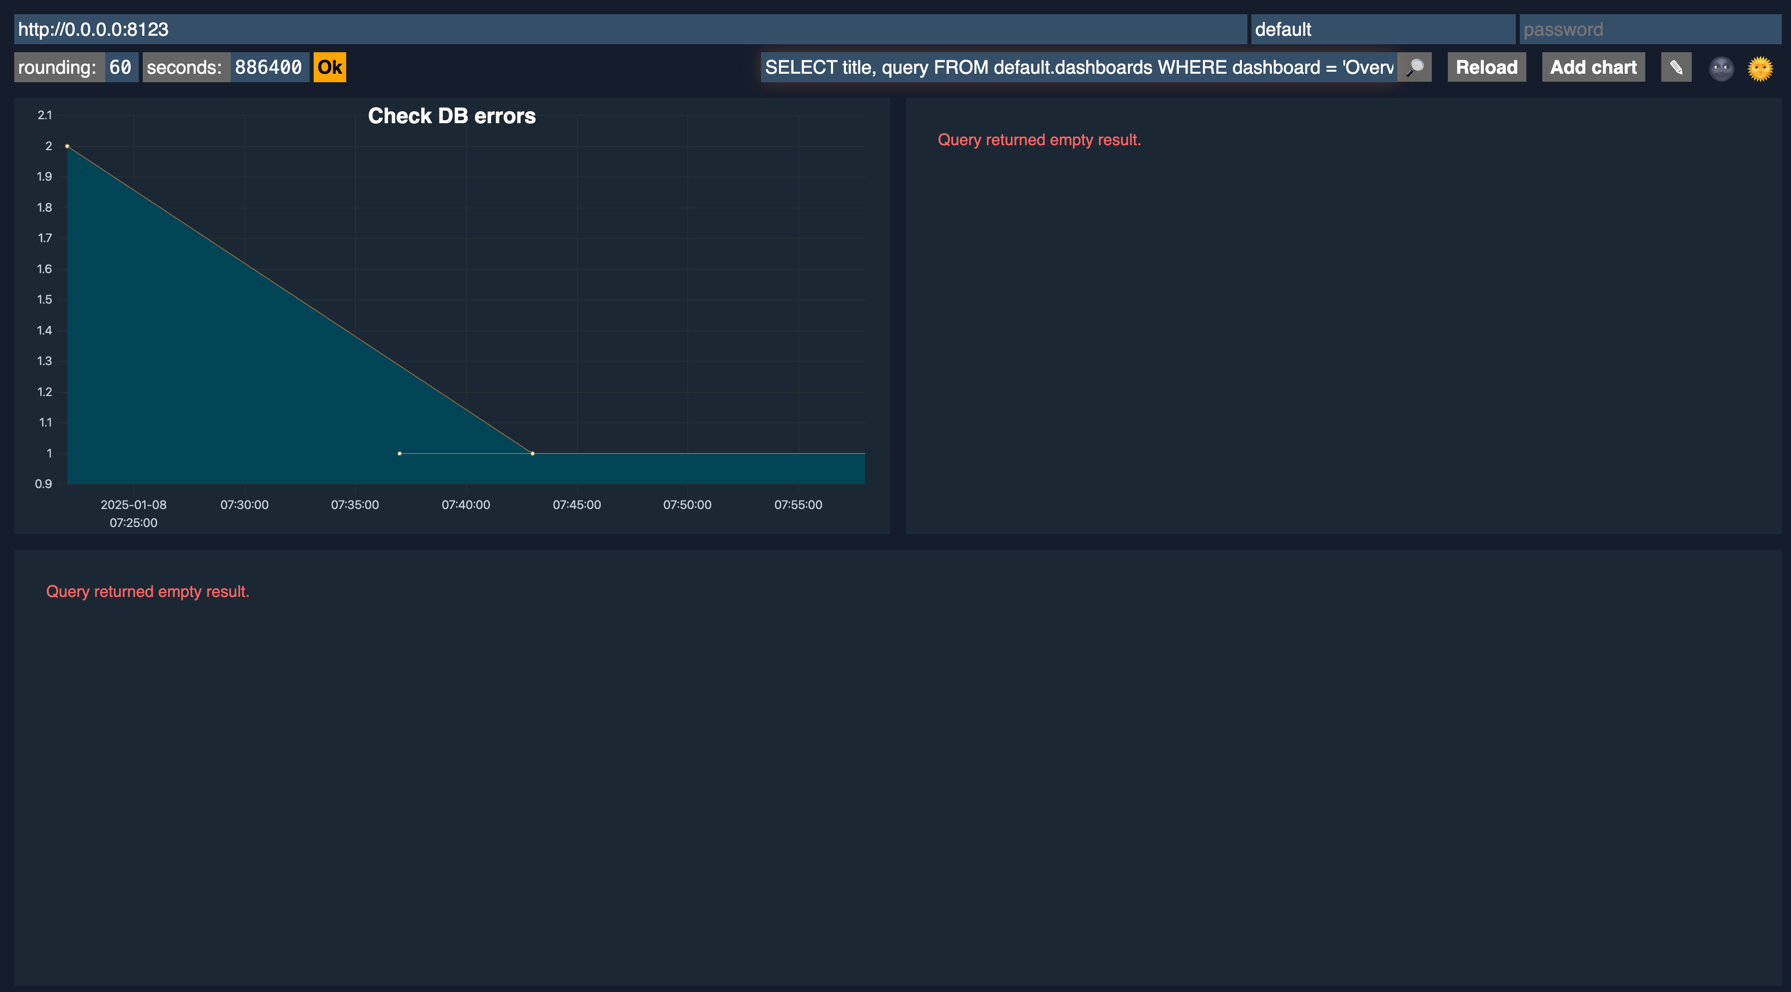 http://0.0.0.0:8123 default password
rounding: 60 seconds: 886400 Ok SELECT title, query FROM default.dashboards WHERE dashboard = 'Overv Reload Add chart
Check DB errors
2.1
2
1.9
1.8
1.7
1.6
1.5
1.4
1.3
1.2
1.1
1
0.9
2025-01-08 07:30:00 07:35:00 07:40:00 07:45:00 07:50:00 07:55:00
07:25:00
Query returned empty result.
Query returned empty result.